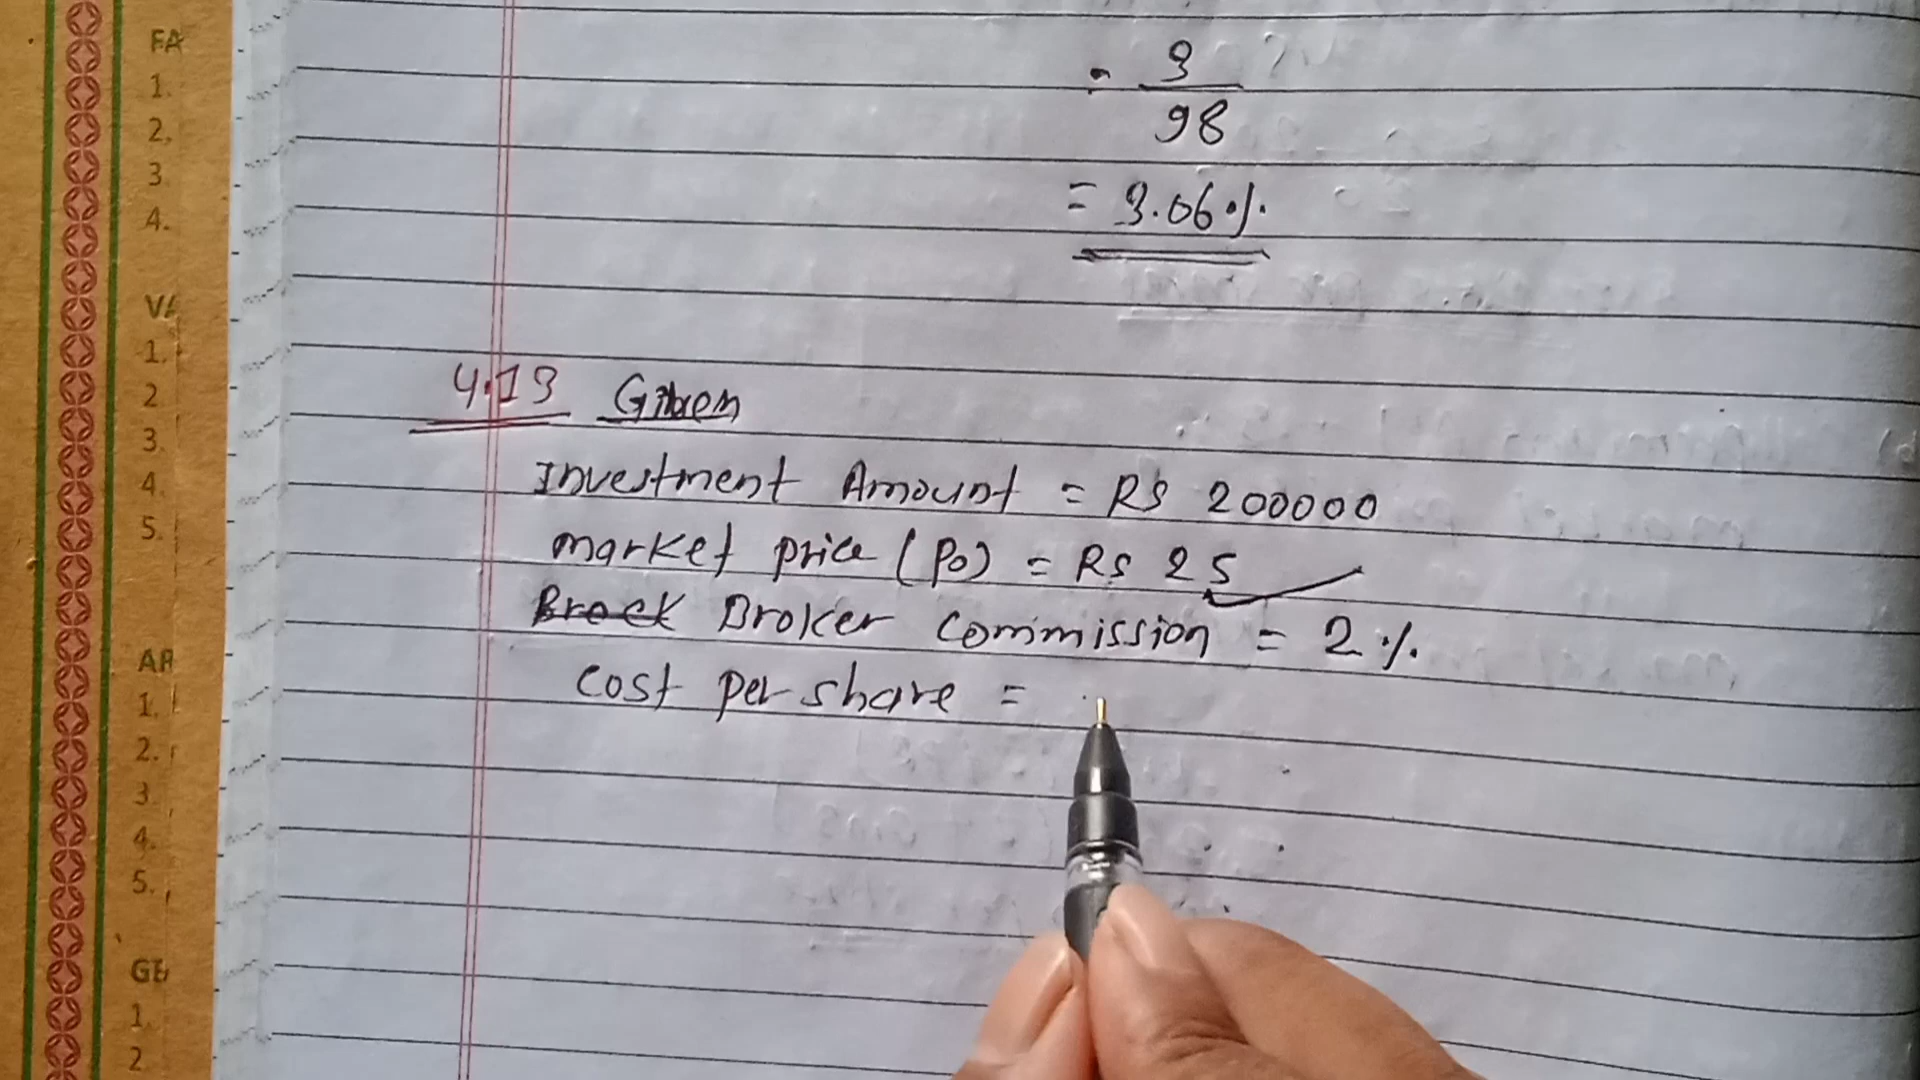 FA
1.
2.
3.
4.
VA
1.
2
3.
4.
5.
AP
1.
2.
3.
4.
5.
GE
1.
2
= 3/98
= 3.06%
4.13 Given
Investment Amount = RS 200000
market price (P0) = RS 25
Brock Broker Commission = 2%
Cost per share =